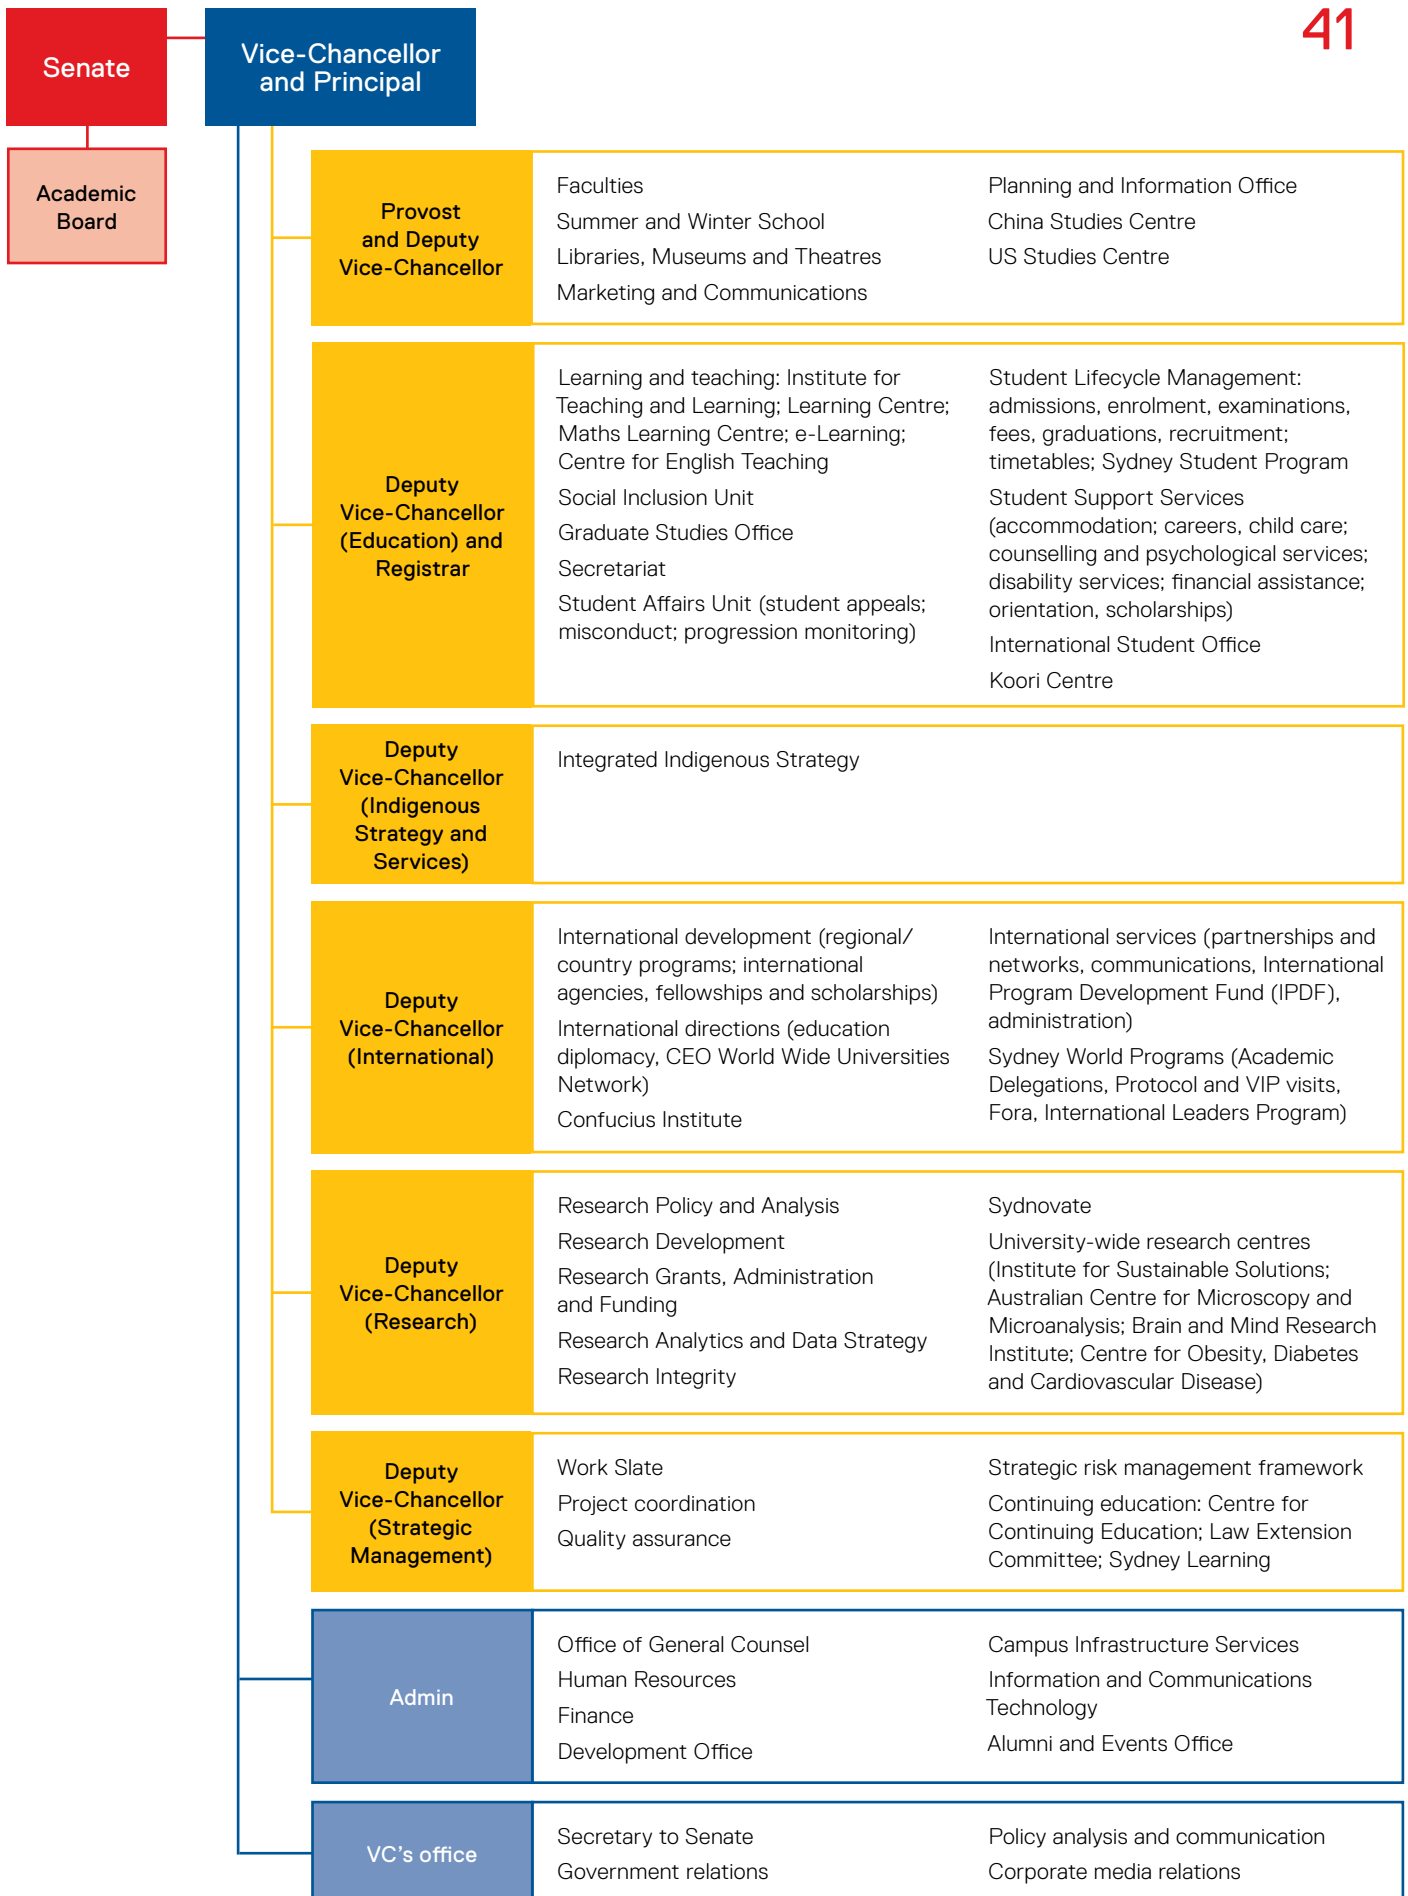 41
Senate
Vice-Chancellor
and Principal
Academic
Board
Provost
and Deputy
Vice-Chancellor
Faculties
Summer and Winter School
Libraries, Museums and Theatres
Marketing and Communications
Planning and Information Office
China Studies Centre
US Studies Centre
Deputy
Vice-Chancellor
(Education) and
Registrar
Learning and teaching: Institute for
Teaching and Learning; Learning Centre;
Maths Learning Centre; e-Learning;
Centre for English Teaching
Social Inclusion Unit
Graduate Studies Office
Secretariat
Student Affairs Unit (student appeals;
misconduct; progression monitoring)
Student Lifecycle Management:
admissions, enrolment, examinations,
fees, graduations, recruitment;
timetables; Sydney Student Program
Student Support Services
(accommodation; careers, child care;
counselling and psychological services;
disability services; financial assistance;
orientation, scholarships)
International Student Office
Koori Centre
Deputy
Vice-Chancellor
(Indigenous
Strategy and
Services)
Integrated Indigenous Strategy
Deputy
Vice-Chancellor
(International)
International development (regional/
country programs; international
agencies, fellowships and scholarships)
International directions (education
diplomacy, CEO World Wide Universities
Network)
Confucius Institute
International services (partnerships and
networks, communications, International
Program Development Fund (IPDF),
administration)
Sydney World Programs (Academic
Delegations, Protocol and VIP visits,
Fora, International Leaders Program)
Deputy
Vice-Chancellor
(Research)
Research Policy and Analysis
Research Development
Research Grants, Administration
and Funding
Research Analytics and Data Strategy
Research Integrity
Sydnovate
University-wide research centres
(Institute for Sustainable Solutions;
Australian Centre for Microscopy and
Microanalysis; Brain and Mind Research
Institute; Centre for Obesity, Diabetes
and Cardiovascular Disease)
Deputy
Vice-Chancellor
(Strategic
Management)
Work Slate
Project coordination
Quality assurance
Strategic risk management framework
Continuing education: Centre for
Continuing Education; Law Extension
Committee; Sydney Learning
Admin
Office of General Counsel
Human Resources
Finance
Development Office
Campus Infrastructure Services
Information and Communications
Technology
Alumni and Events Office
VC's office
Secretary to Senate
Government relations
Policy analysis and communication
Corporate media relations